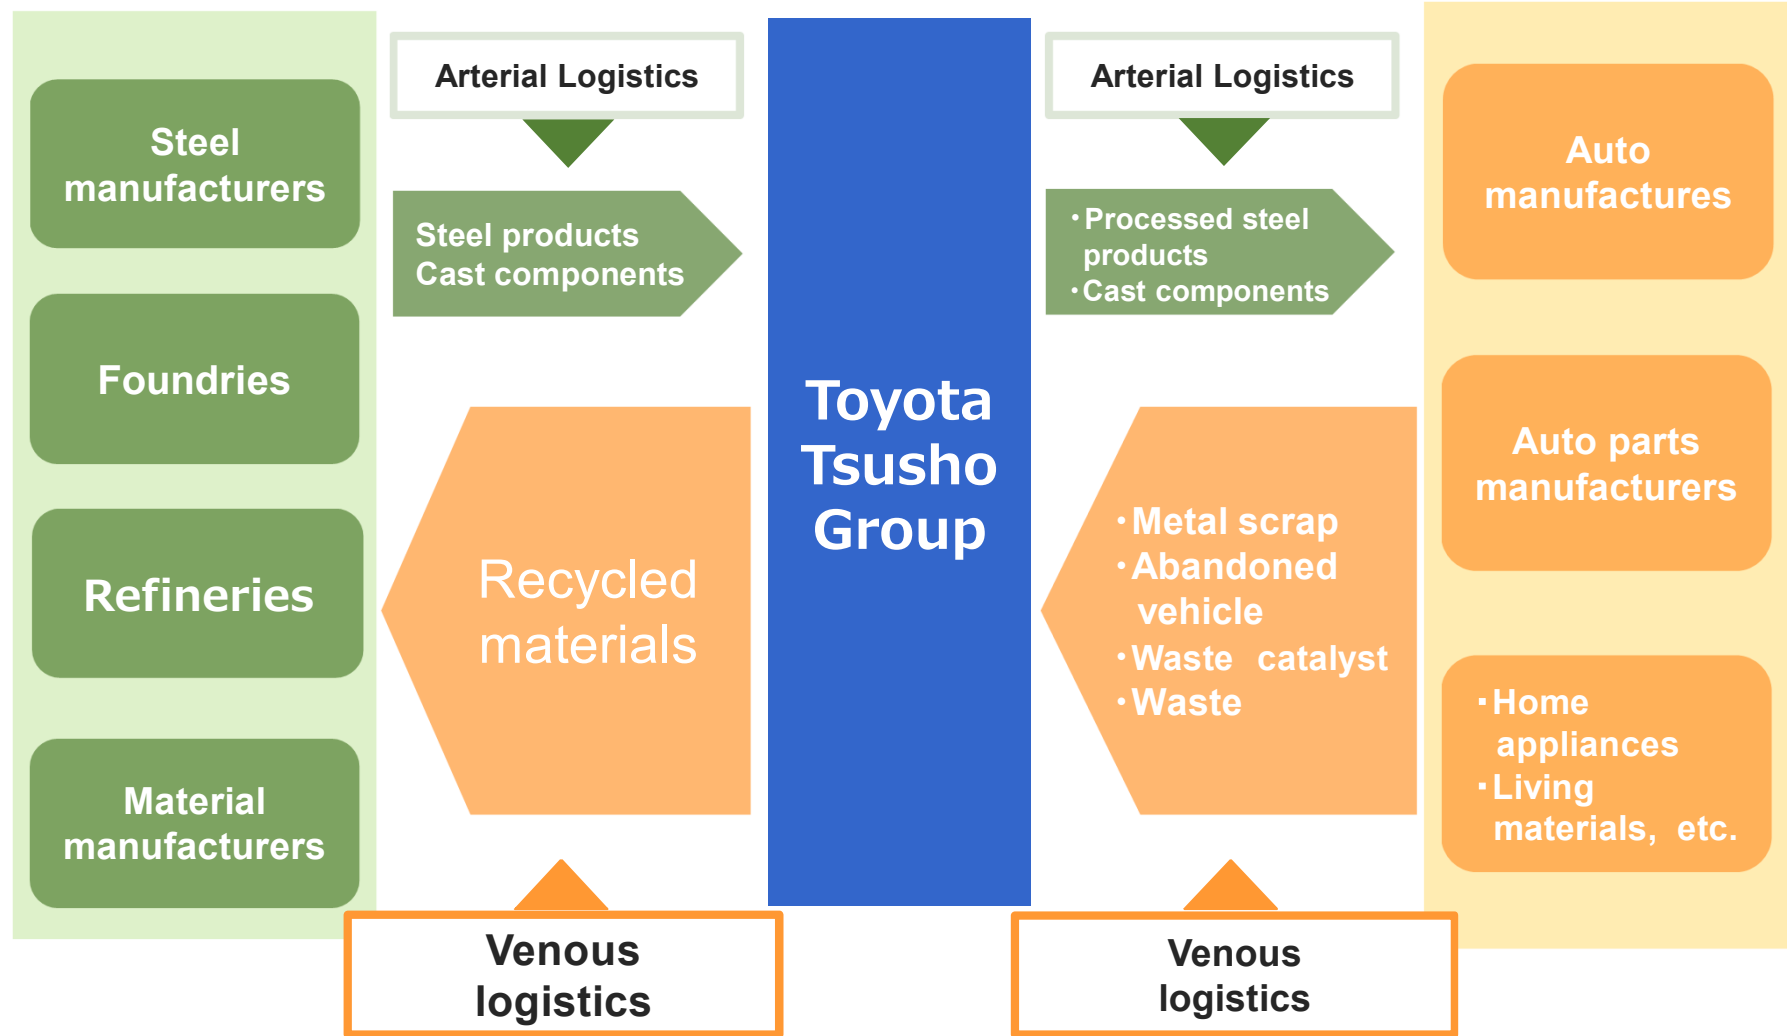 Steel
manufacturers
Foundries
Refineries
Material
manufacturers
Arterial Logistics
Steel products
Cast components
Recycled
materials
Venous
logistics
Toyota
Tsusho
Group
Arterial Logistics
・Processed steel
products
・Cast components
・Metal scrap
・Abandoned
vehicle
・Waste catalyst
・Waste
Venous
logistics
Auto
manufactures
Auto parts
manufacturers
・Home
appliances
・Living
materials, etc.